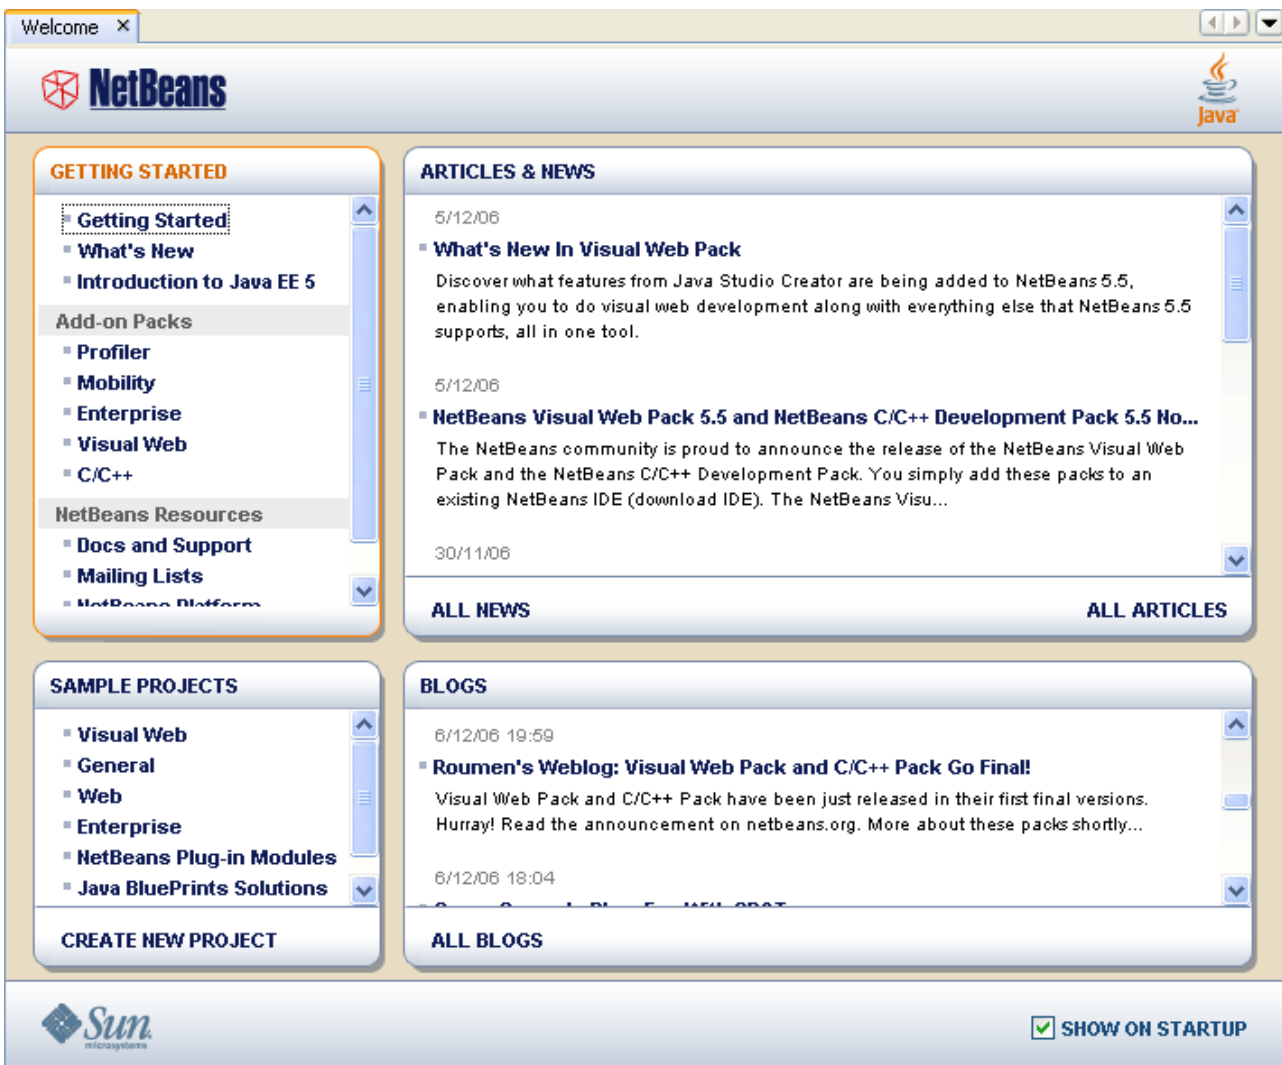 Welcome
NetBeans
Java
GETTING STARTED
Getting Started
What's New
Introduction to Java EE 5
Add-on Packs
Profiler
Mobility
Enterprise
Visual Web
C/C++
NetBeans Resources
Docs and Support
Mailing Lists
NetBeans Platform
ARTICLES & NEWS
5/12/06
What's New In Visual Web Pack
Discover what features from Java Studio Creator are being added to NetBeans 5.5,
enabling you to do visual web development along with everything else that NetBeans 5.5
supports, all in one tool.
5/12/06
NetBeans Visual Web Pack 5.5 and NetBeans C/C++ Development Pack 5.5 No...
The NetBeans community is proud to announce the release of the NetBeans Visual Web
Pack and the NetBeans C/C++ Development Pack. You simply add these packs to an
existing NetBeans IDE (download IDE). The NetBeans Visu...
30/11/06
ALL NEWS
ALL ARTICLES
SAMPLE PROJECTS
Visual Web
General
Web
Enterprise
NetBeans Plug-in Modules
Java BluePrints Solutions
CREATE NEW PROJECT
BLOGS
6/12/06 19:59
Roumen's Weblog: Visual Web Pack and C/C++ Pack Go Final!
Visual Web Pack and C/C++ Pack have been just released in their first final versions.
Hurray! Read the announcement on netbeans.org. More about these packs shortly...
6/12/06 18:04
ALL BLOGS
Sun
microsystems
SHOW ON STARTUP